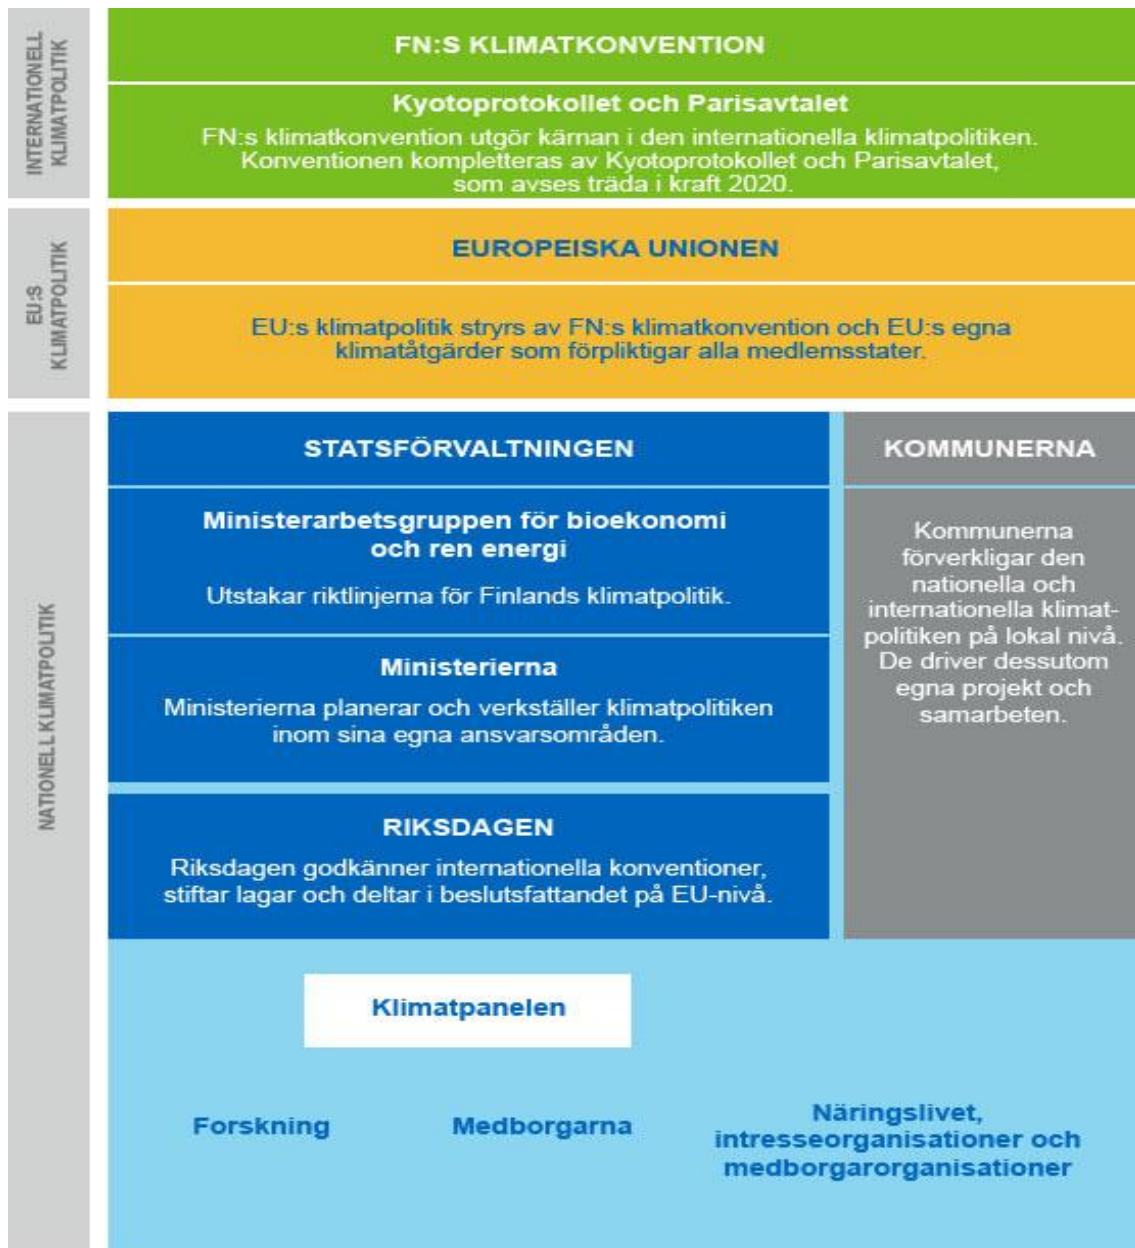 INTERNATIONELL
KLIMATPOLITIK
FN:S KLIMATKONVENTION
Kyotoprotokollet och Parisavtalet
FN:s klimatkonvention utgör kärnan i den internationella klimatpolitiken.
Konventionen kompletteras av Kyotoprotokollet och Parisavtalet,
som avses träda i kraft 2020.
EU:S
KLIMATPOLITIK
EUROPEISKA UNIONEN
EU:s klimatpolitik stryrs av FN:s klimatkonvention och EU:s egna
klimatåtgärder som förpliktigar alla medlemsstater.
NATIONELL KLIMATPOLITIK
STATSFÖRVALTNINGEN
Ministerarbetsgruppen för bioekonomi
och ren energi
Utstakar riktlinjerna för Finlands klimatpolitik.
Ministerierna
Ministerierna planerar och verkställer klimatpolitiken
inom sina egna ansvarsområden.
RIKSDAGEN
Riksdagen godkänner internationella konventioner,
stiftar lagar och deltar i beslutsfattandet på EU-nivå.
KOMMUNERNA
Kommunerna
förverkligar den
nationella och
internationella klimat-
politiken på lokal nivå.
De driver dessutom
egna projekt och
samarbeten.
Klimatpanelen
Forskning
Medborgarna
Näringslivet,
intresseorganisationer och
medborgarorganisationer